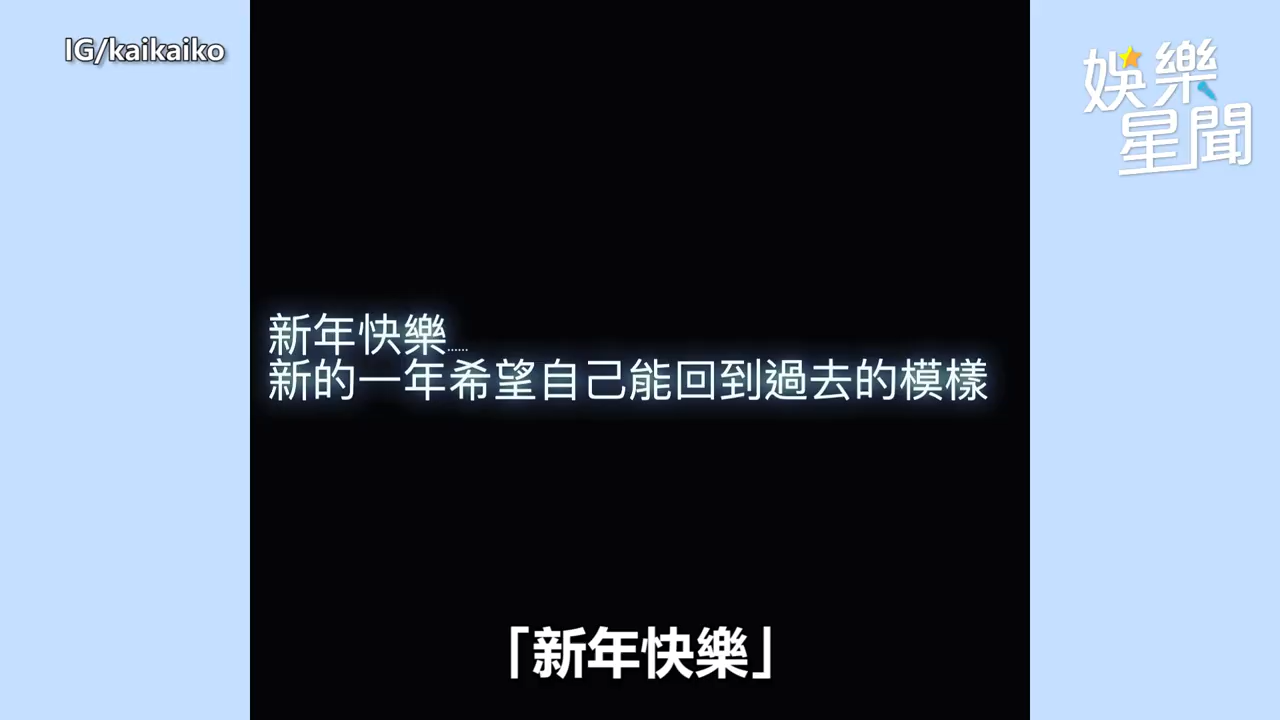 IG/kaikaiko
娛樂
星聞
新年快樂......
新的一年希望自己能回到過去的模樣
「新年快樂」